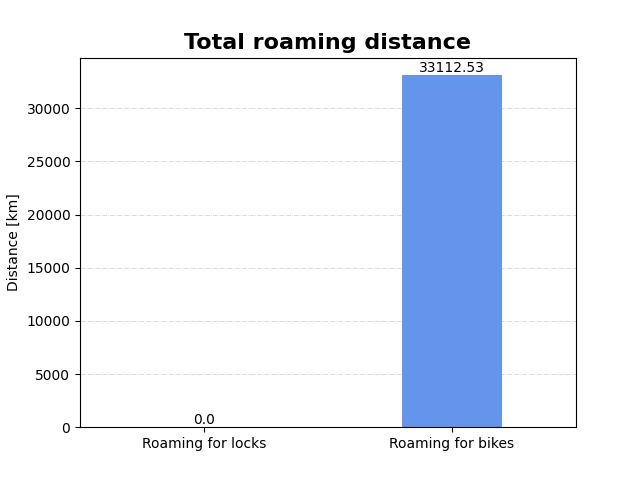 Total roaming distance
33112.53
30000
25000
20000
15000
10000
5000
0
Distance [km]
0.0
Roaming for locks
Roaming for bikes